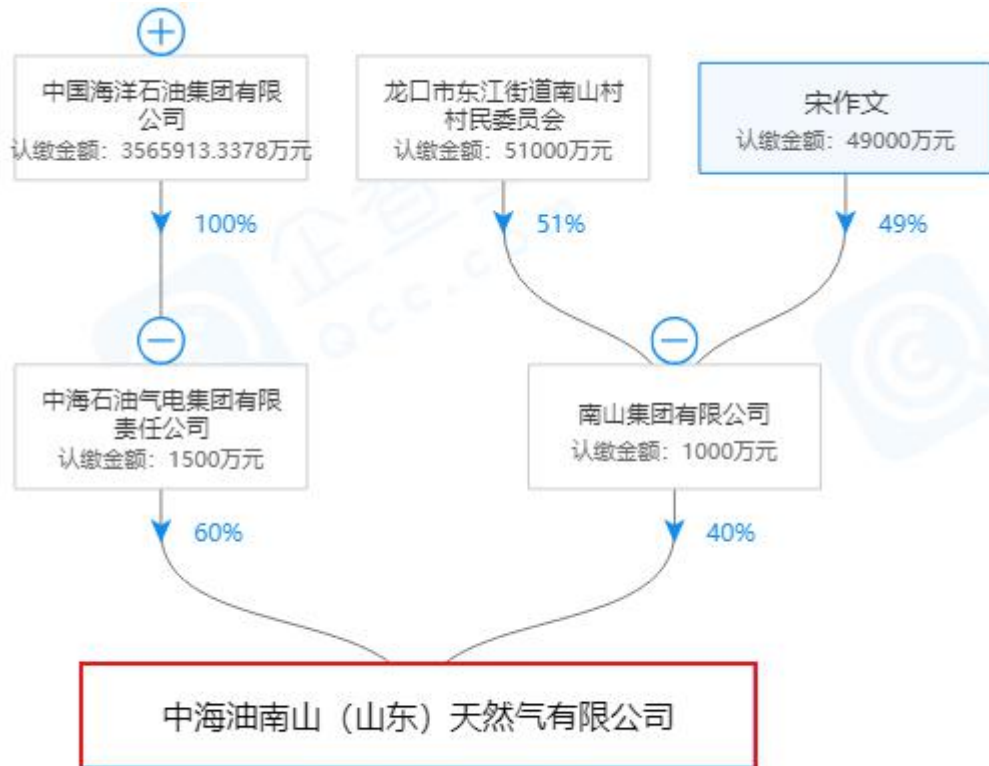 中国海洋石油集团有限
公司
认缴金额：3565913.3378万元
龙口市东江街道南山村
村民委员会
认缴金额：51000万元
宋作文
认缴金额：49000万元
100%
51%
49%
企查查
Qcc.com
中海石油气电集团有限
责任公司
认缴金额：1500万元
南山集团有限公司
认缴金额：1000万元
60%
40%
中海油南山（山东）天然气有限公司